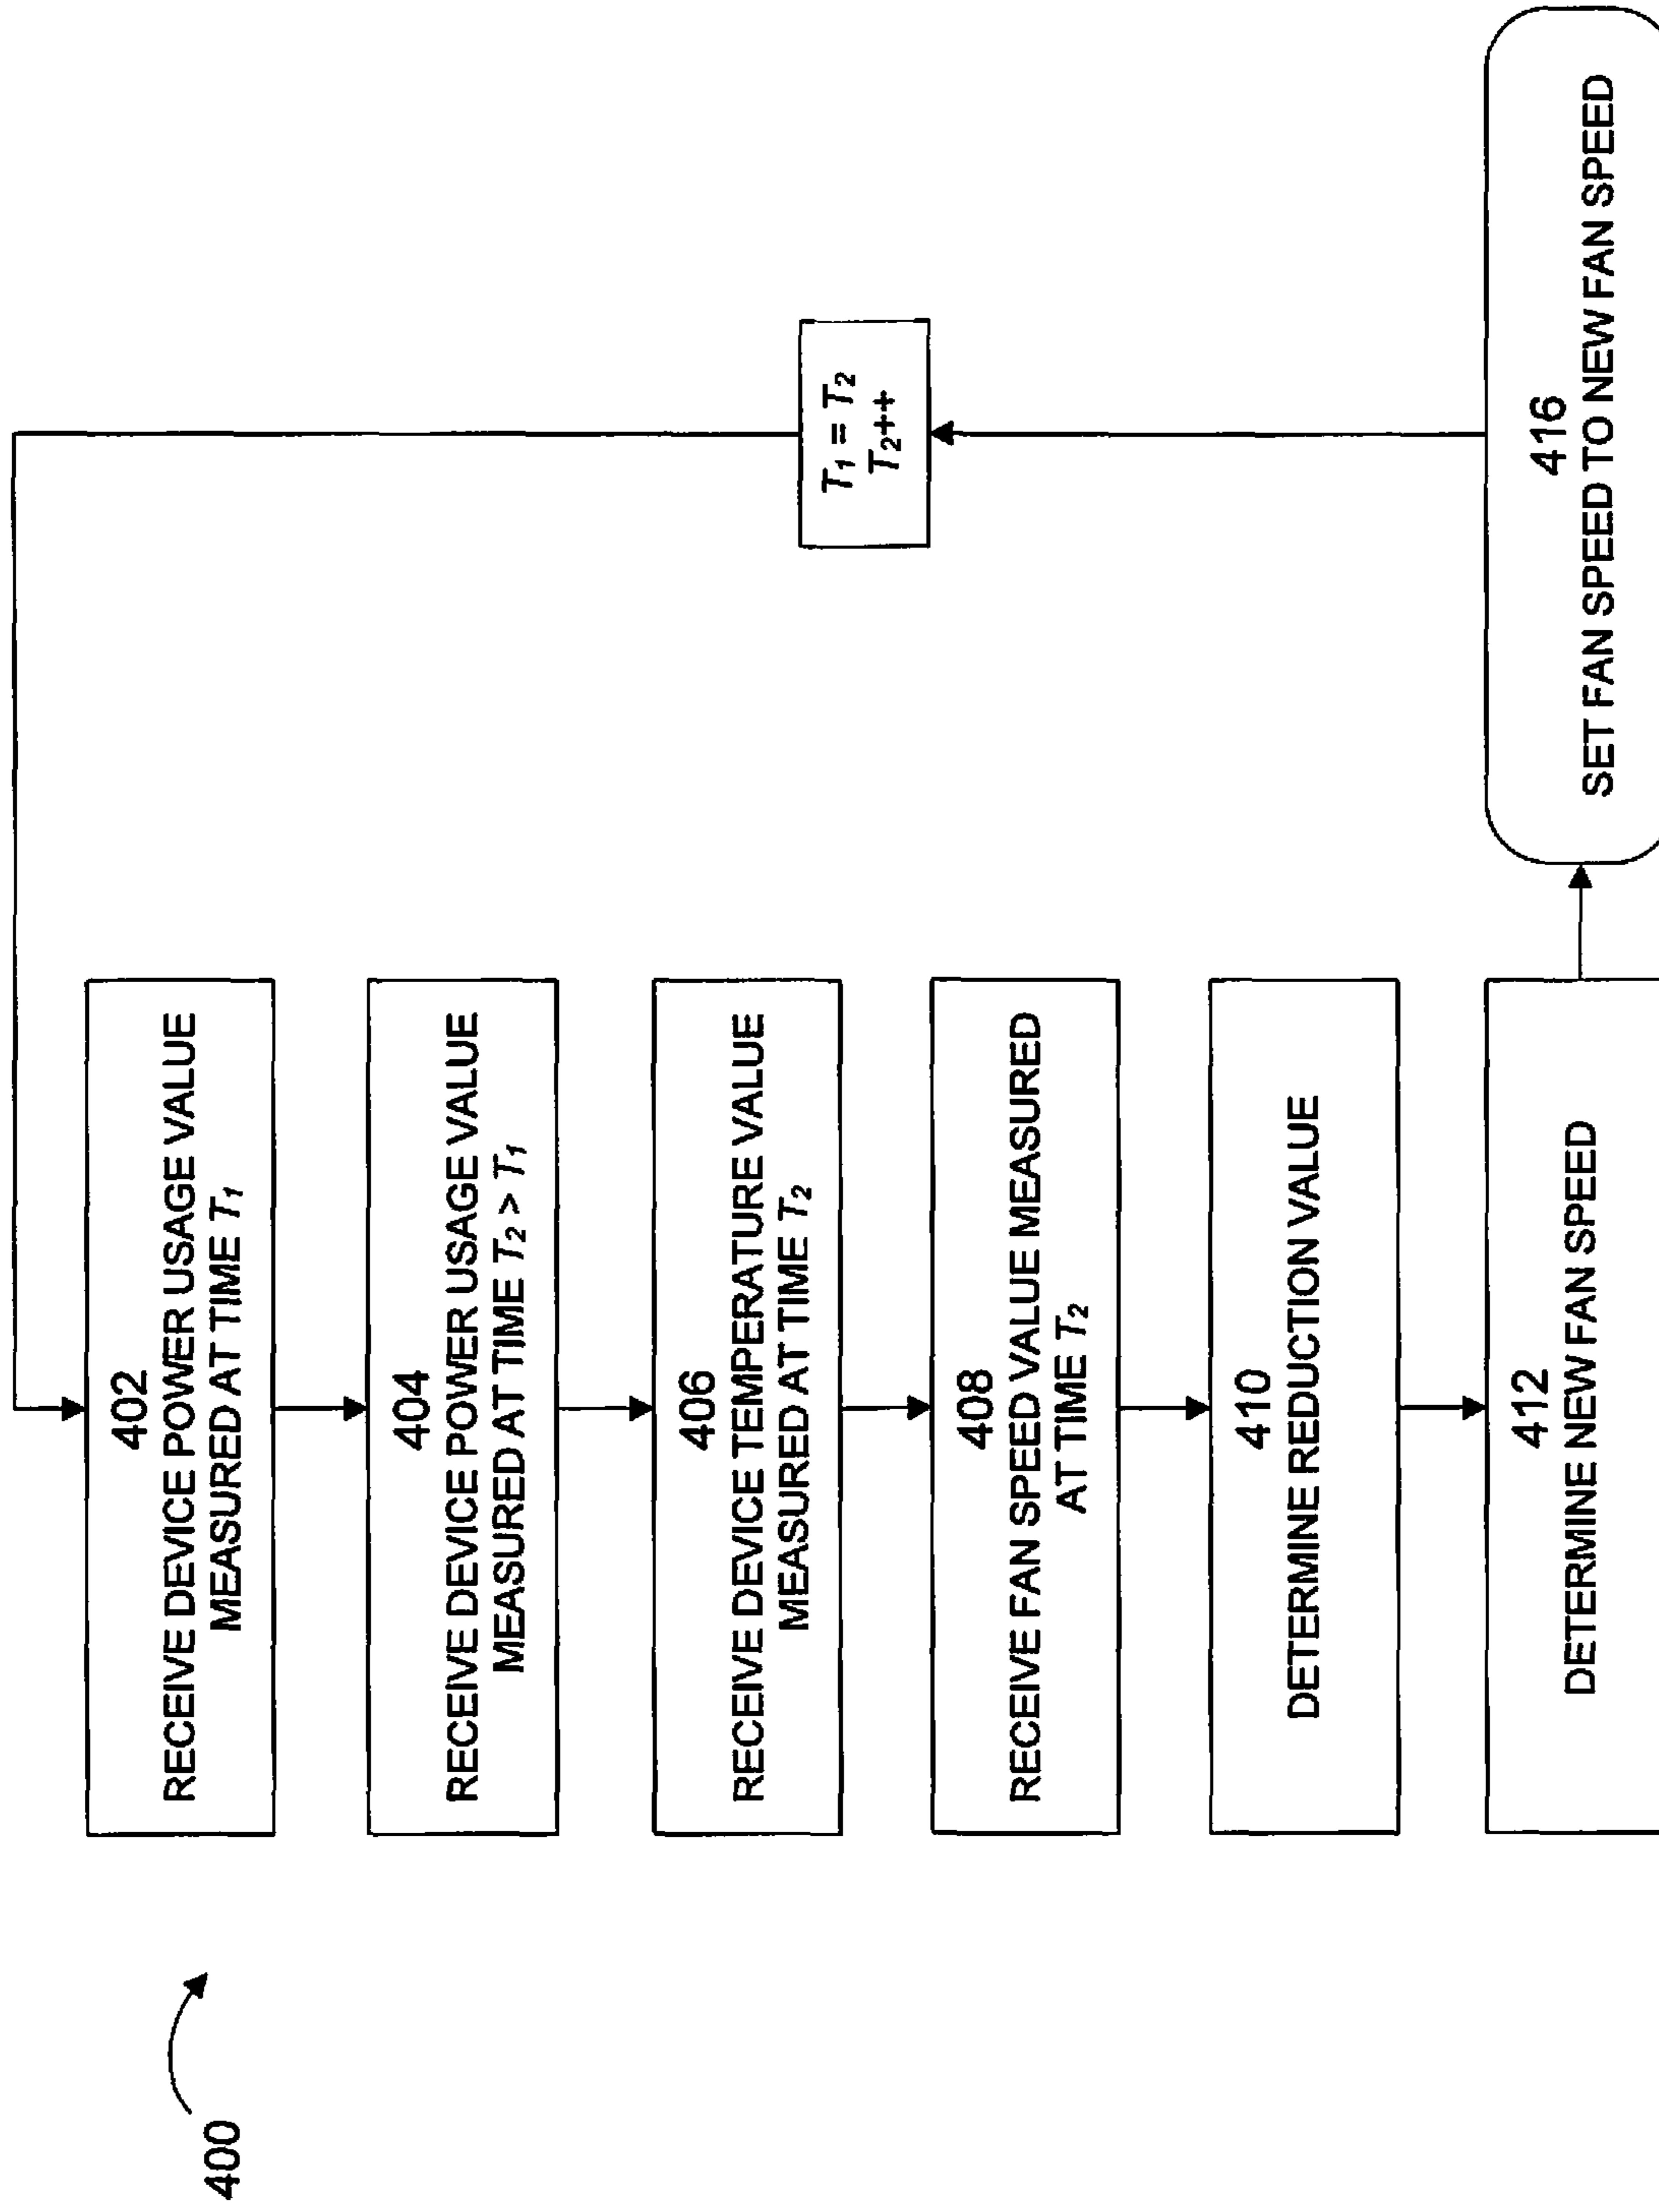 400
402
RECEIVE DEVICE POWER USAGE VALUE
MEASURED AT TIME T₁
404
RECEIVE DEVICE POWER USAGE VALUE
MEASURED AT TIME T₂ > T₁
406
RECEIVE DEVICE TEMPERATURE VALUE
MEASURED AT TIME T₂
408
RECEIVE FAN SPEED VALUE MEASURED
AT TIME T₂
410
DETERMINE REDUCTION VALUE
412
DETERMINE NEW FAN SPEED
416
SET FAN SPEED TO NEW FAN SPEED
T₁ = T₂
T₂++